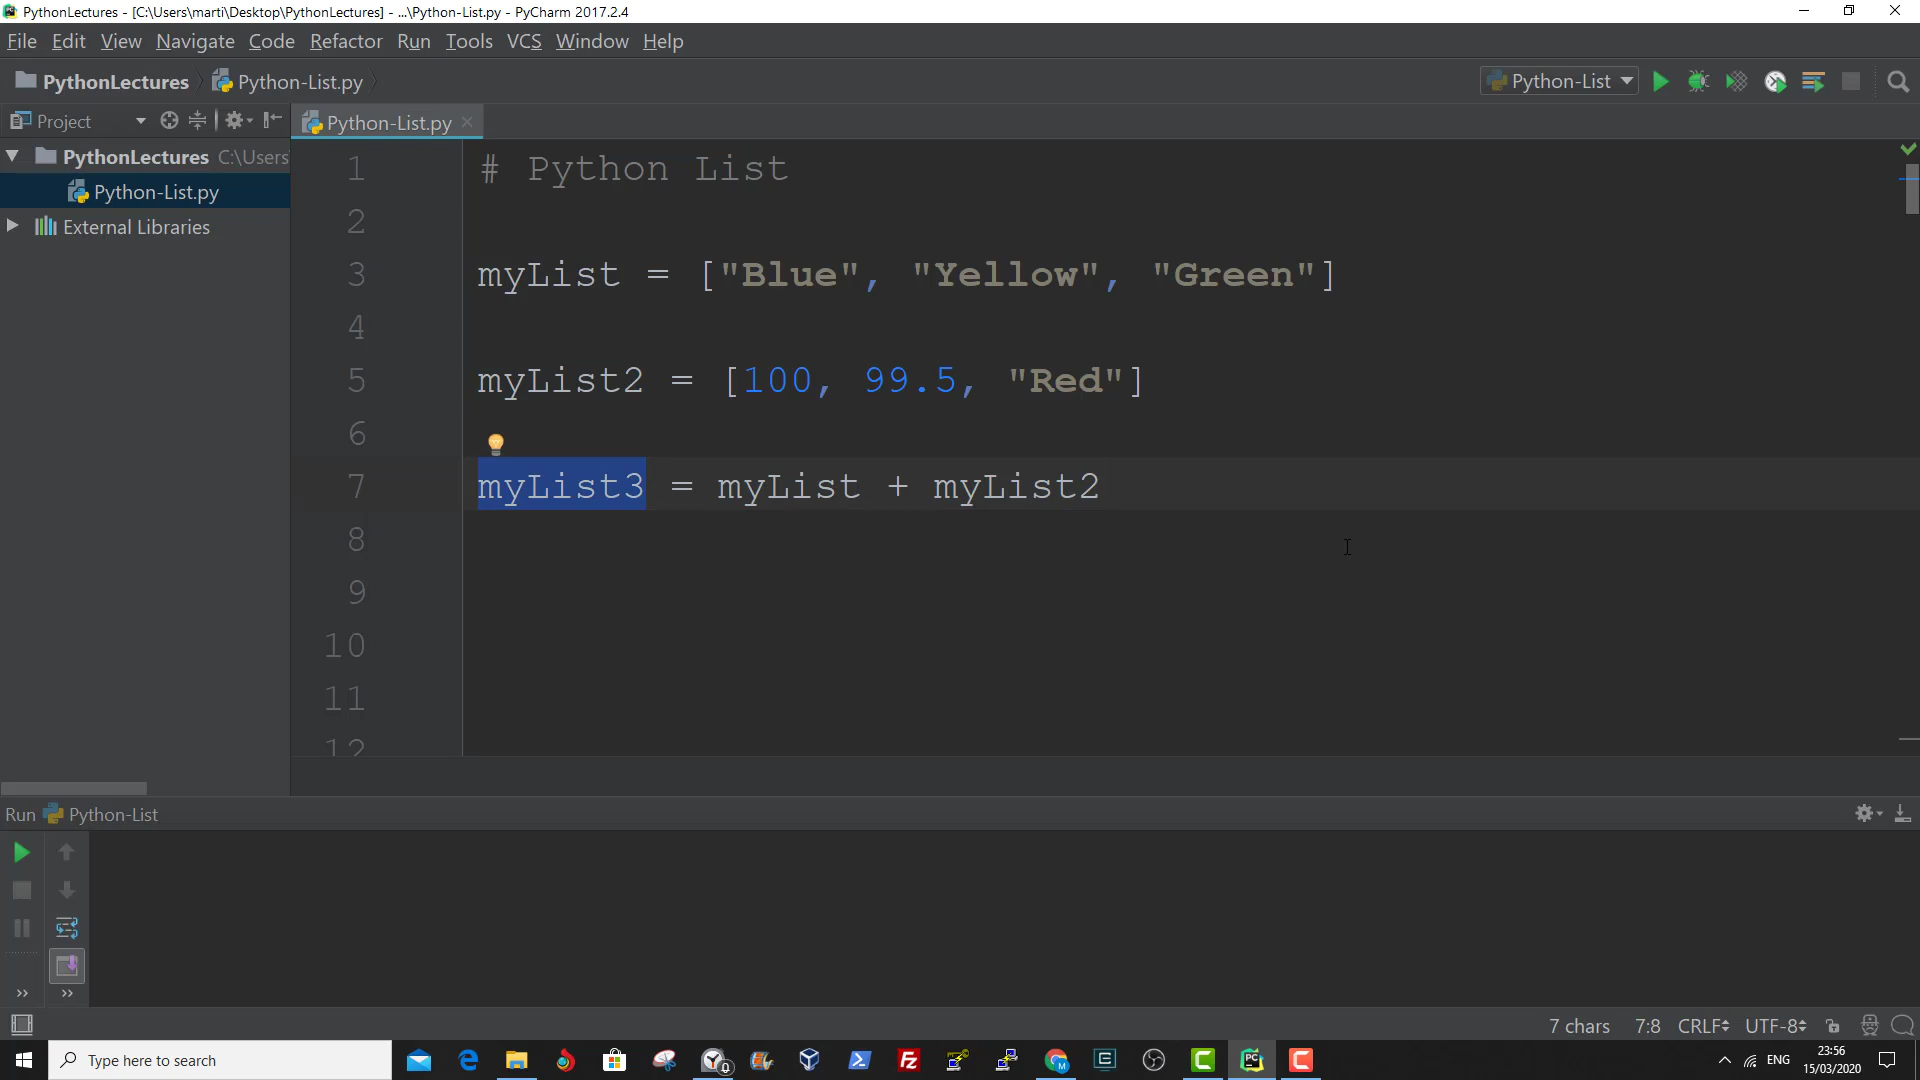 PythonLectures - [C:\Users\marti\Desktop\PythonLectures] - ...\Python-List.py - PyCharm 2017.2.4
File Edit View Navigate Code Refactor Run Tools VCS Window Help
PythonLectures Python-List.py Python-List
Project Python-List.py
PythonLectures C:\Users
Python-List.py
External Libraries
1 # Python List
2
3 myList = ["Blue", "Yellow", "Green"]
4
5 myList2 = [100, 99.5, "Red"]
6
7 myList3 = myList + myList2
8
9
10
11
12
Run Python-List
7 chars 7:8 CRLF UTF-8
Type here to search
ENG 23:56
15/03/2020